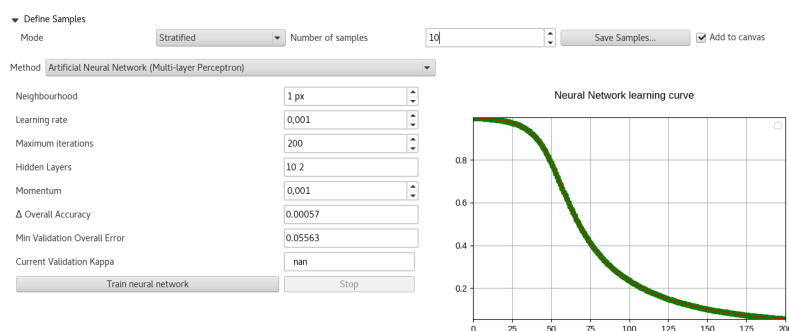 Define Samples
Mode Stratified Number of samples 10 Save Samples... Add to canvas
Method Artificial Neural Network (Multi-layer Perceptron)
Neighbourhood 1 px
Learning rate 0,001
Maximum iterations 200
Hidden Layers 10 2
Momentum 0,001
Δ Overall Accuracy 0.00057
Min Validation Overall Error 0.05563
Current Validation Kappa nan
Train neural network Stop
Neural Network learning curve
0.8
0.6
0.4
0.2
0 25 50 75 100 125 150 175 200